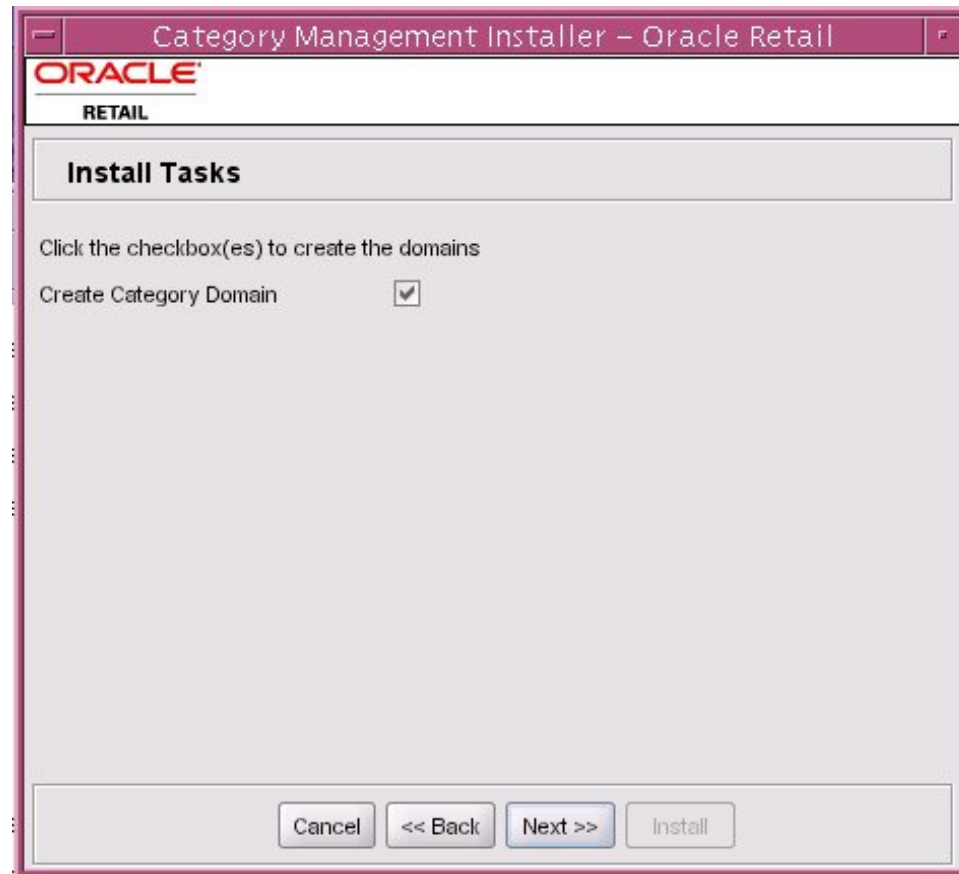 Category Management Installer – Oracle Retail
ORACLE
RETAIL
Install Tasks
Click the checkbox(es) to create the domains
Create Category Domain
Cancel
<< Back
Next >>
Install